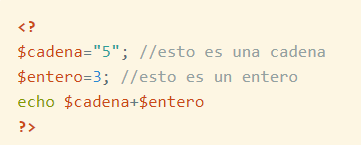 <?
$cadena="5"; //esto es una cadena
$entero=3; //esto es un entero
echo $cadena+$entero
?>